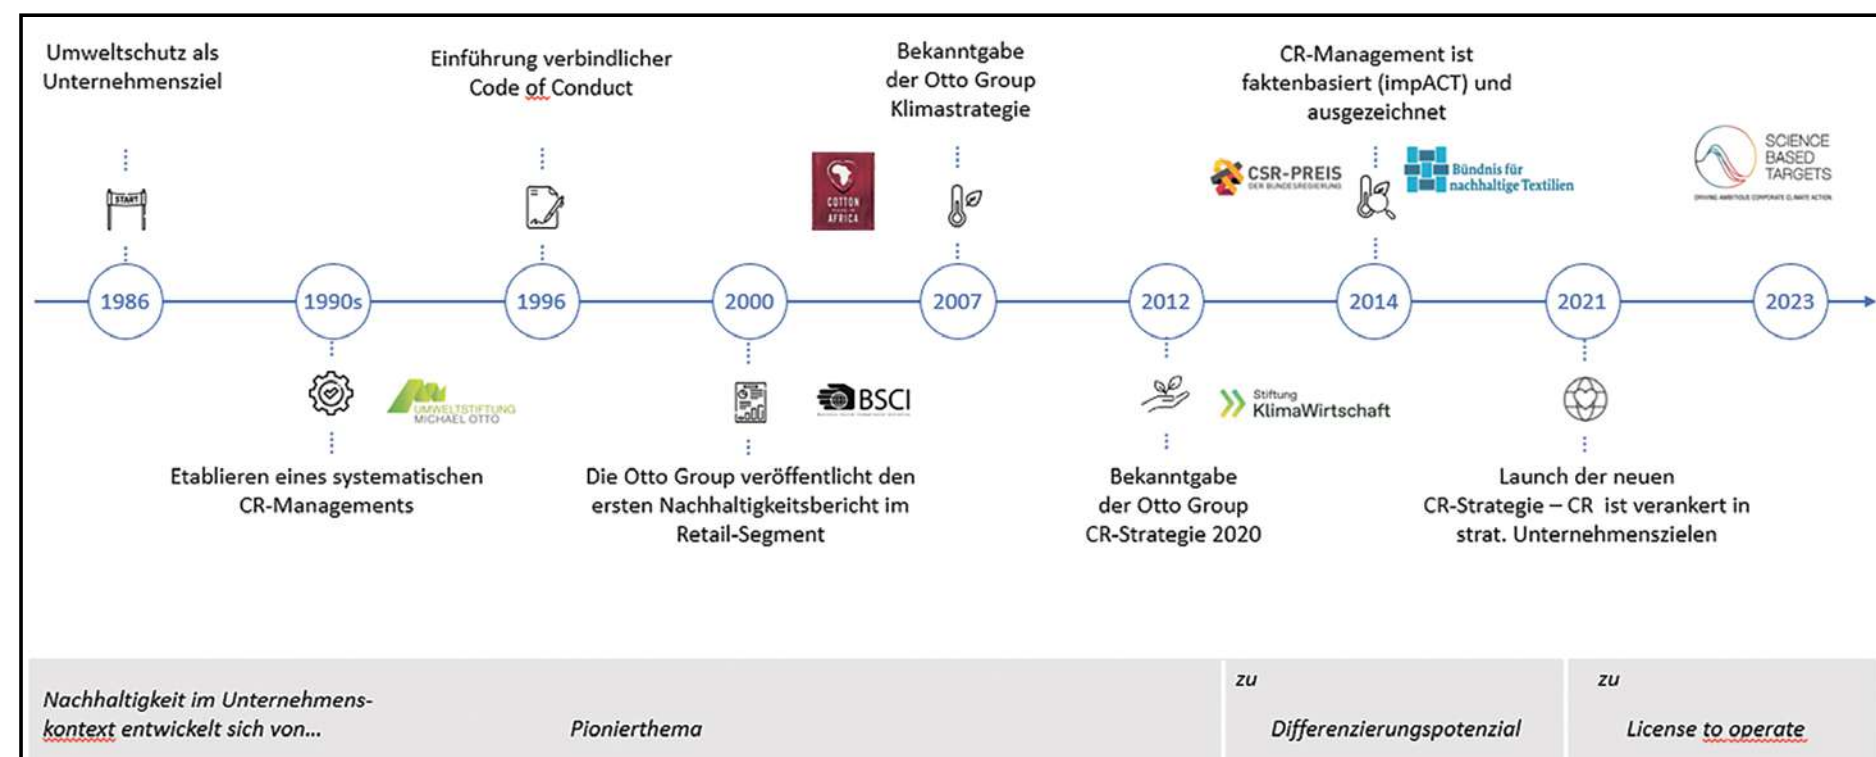 Umweltschutz als
Unternehmensziel
Einführung verbindlicher
Code of Conduct
Bekanntgabe
der Otto Group
Klimastrategie
CR-Management ist
faktenbasiert (impACT) und
ausgezeichnet
START
COTTON
AFRICA
CSR-PREIS
DER BUNDESREGIERUNG
Bündnis für
nachhaltige Textilien
SCIENCE
BASED
TARGETS
DRIVING AMBITIOUS CORPORATE CLIMATE ACTION
1986
1990s
1996
2000
2007
2012
2014
2021
2023
UMWELTSTIFTUNG
MICHAEL OTTO
BSCI
Stiftung
KlimaWirtschaft
Etablieren eines systematischen
CR-Managements
Die Otto Group veröffentlicht den
ersten Nachhaltigkeitsbericht im
Retail-Segment
Bekanntgabe
der Otto Group
CR-Strategie 2020
Launch der neuen
CR-Strategie – CR ist verankert in
strat. Unternehmenszielen
Nachhaltigkeit im Unternehmens-
kontext entwickelt sich von...
Pionierthema
zu
Differenzierungspotenzial
zu
License to operate